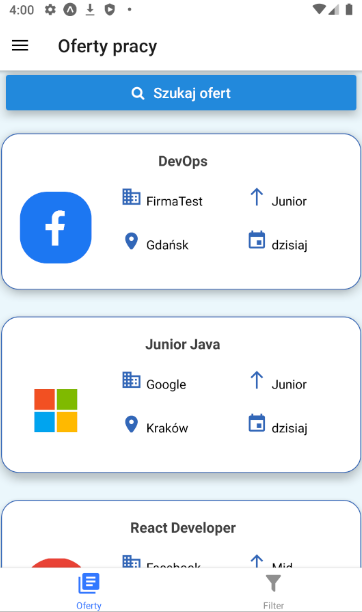 4:00
Oferty pracy
Szukaj ofert
DevOps
FirmaTest
Junior
Gdańsk
dzisiaj
Junior Java
Google
Junior
Kraków
dzisiaj
React Developer
Facebook
Mid
Oferty
Filter